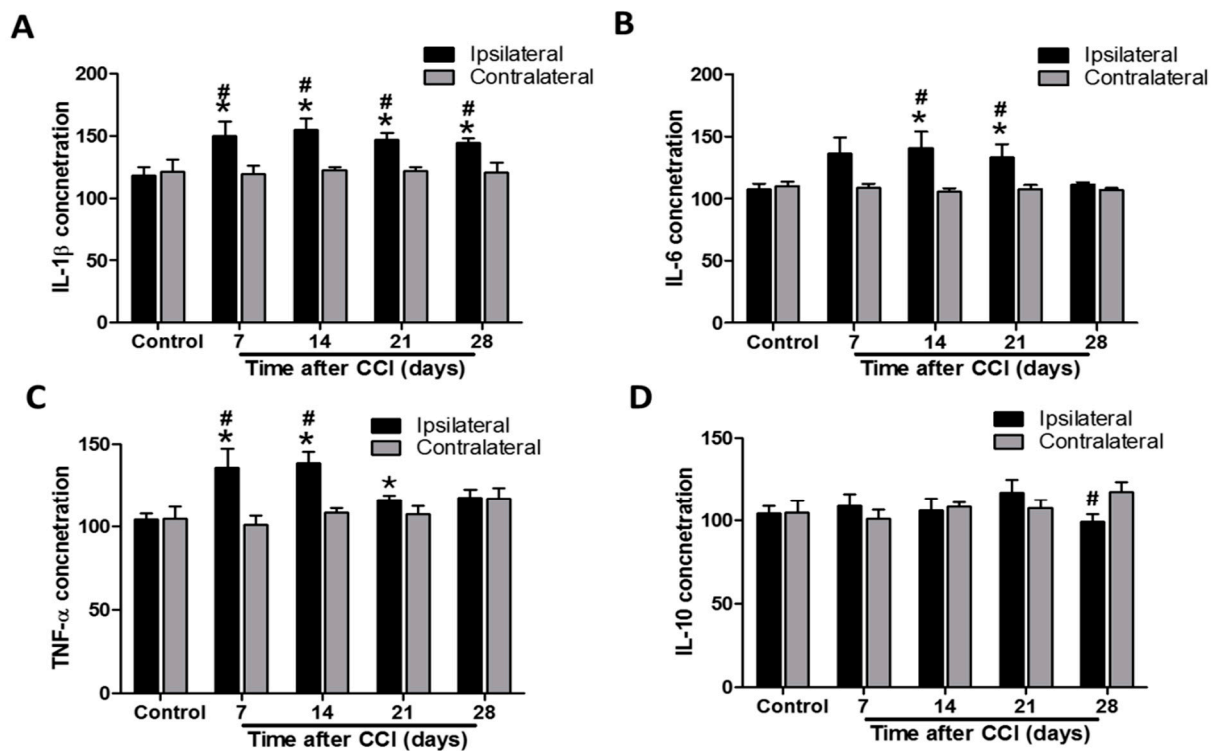 A
Ipsilateral
Contralateral
200
150
100
50
0
IL-1β concnetration
# # # #
* * * *
Control 7 14 21 28
Time after CCI (days)
B
Ipsilateral
Contralateral
200
150
100
50
0
IL-6 concnetration
# #
* *
Control 7 14 21 28
Time after CCI (days)
C
Ipsilateral
Contralateral
150
100
50
0
TNF-α concnetration
# #
* * *
Control 7 14 21 28
Time after CCI (days)
D
Ipsilateral
Contralateral
150
100
50
0
IL-10 concnetration
#
Control 7 14 21 28
Time after CCI (days)